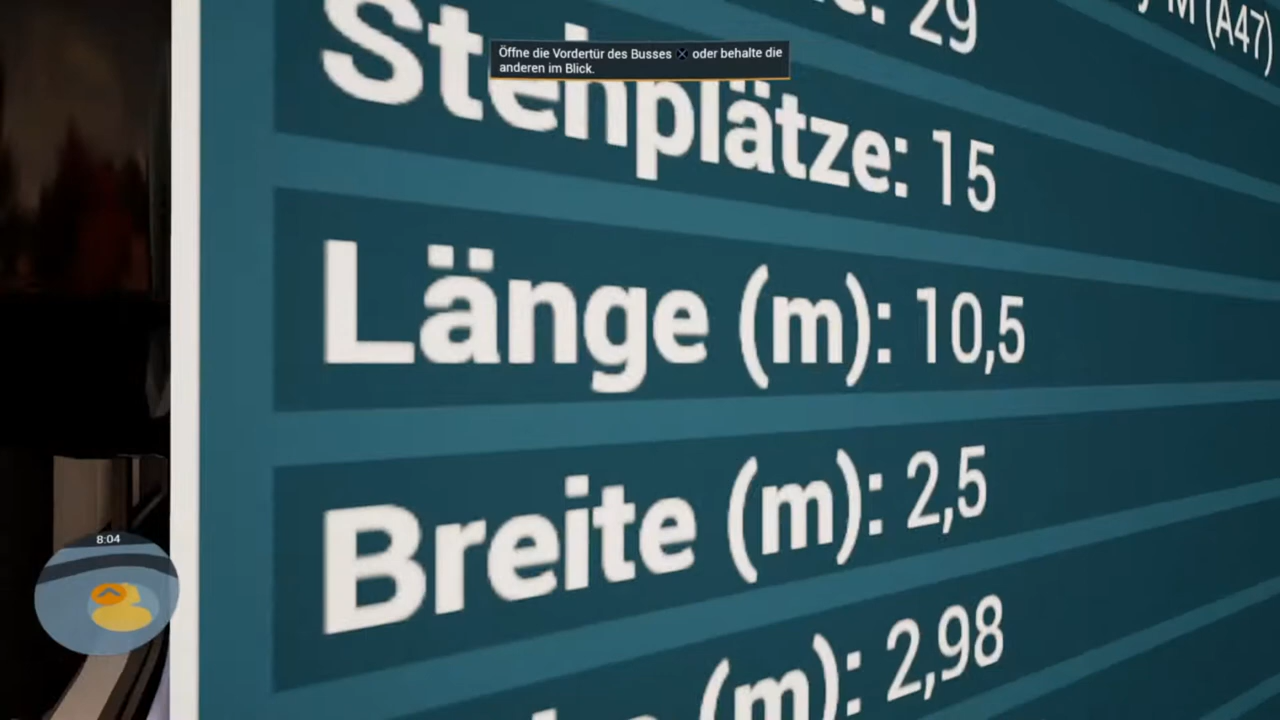 29
M (A47)
Öffne die Vordertür des Busses oder behalte die
anderen im Blick.
Stehplätze: 15
Länge (m): 10,5
Breite (m): 2,5
(m): 2,98
8:04